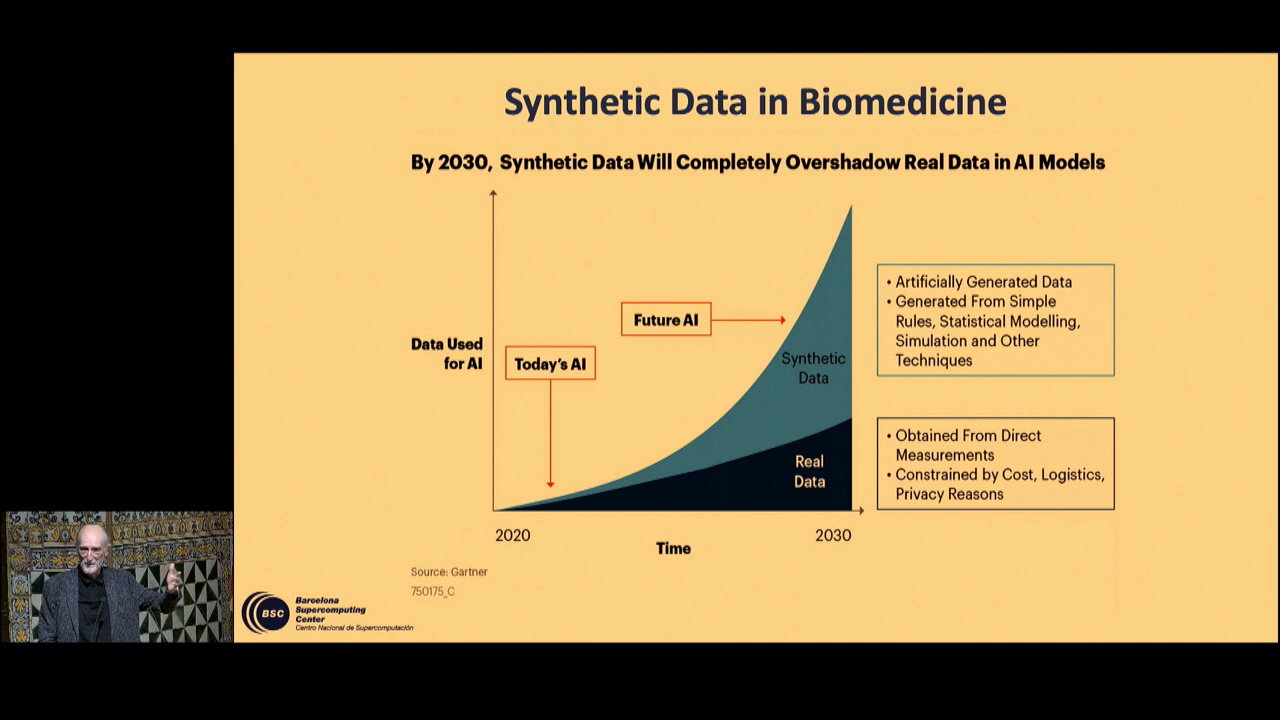 Synthetic Data in Biomedicine
By 2030, Synthetic Data Will Completely Overshadow Real Data in AI Models
Data Used
for AI
Today's AI
Future AI
Synthetic
Data
Real
Data
2020
2030
Time
• Artificially Generated Data
• Generated From Simple
Rules, Statistical Modelling,
Simulation and Other
Techniques
• Obtained From Direct
Measurements
• Constrained by Cost, Logistics,
Privacy Reasons
Source: Gartner
750175_C
BSC
Barcelona
Supercomputing
Center
Centro Nacional de Supercomputación